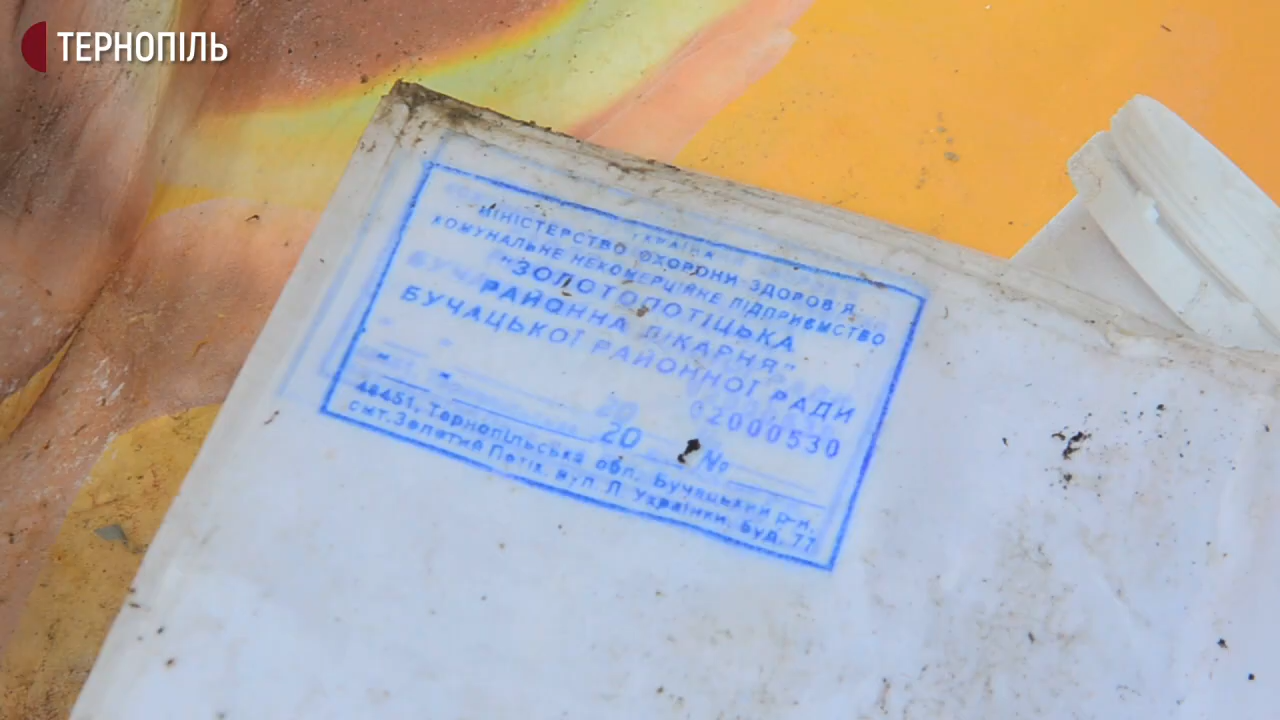 ТЕРНОПІЛЬ
УКРАЇНА
МІНІСТЕРСТВО ОХОРОНИ ЗДОРОВ'Я
КОМУНАЛЬНЕ НЕКОМЕРЦІЙНЕ ПІДПРИЄМСТВО
"ЗОЛОТОПОТІЦЬКА
РАЙОННА ЛІКАРНЯ"
БУЧАЦЬКОЇ РАЙОННОЇ РАДИ
02000530
20 №
48451, Тернопільська обл, Бучацький р-н,
смт.Золотий Потік, вул Л Українки, буд. 77